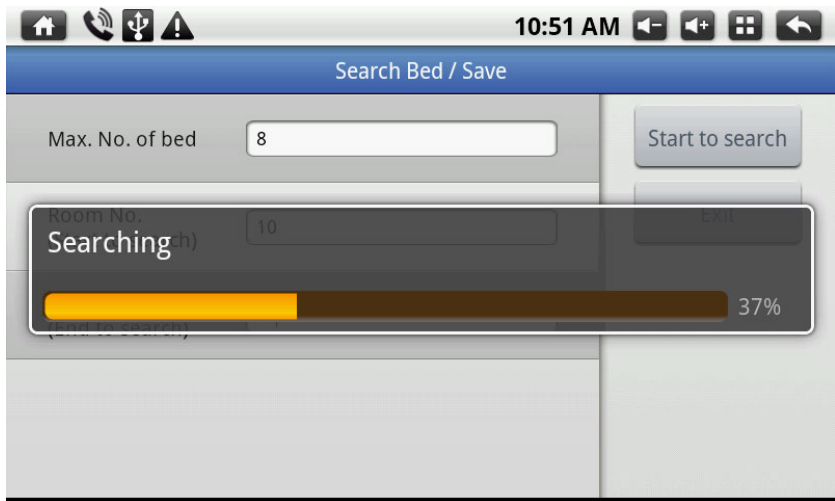 10:51 AM
Search Bed / Save
Max. No. of bed
8
Start to search
Room No.
10
Exit
Searching
37%
(End to search)